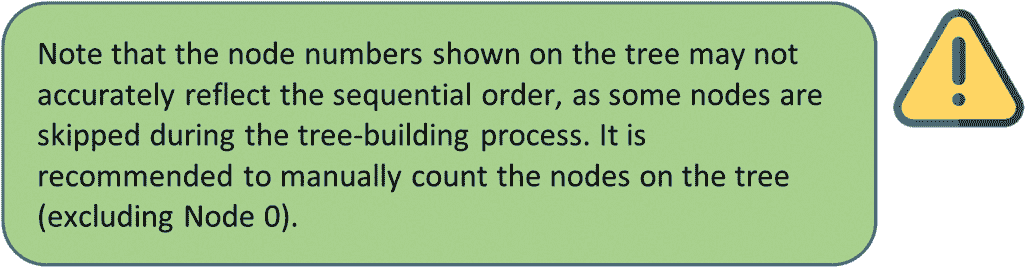 Note that the node numbers shown on the tree may not
accurately reflect the sequential order, as some nodes are
skipped during the tree-building process. It is
recommended to manually count the nodes on the tree
(excluding Node 0).